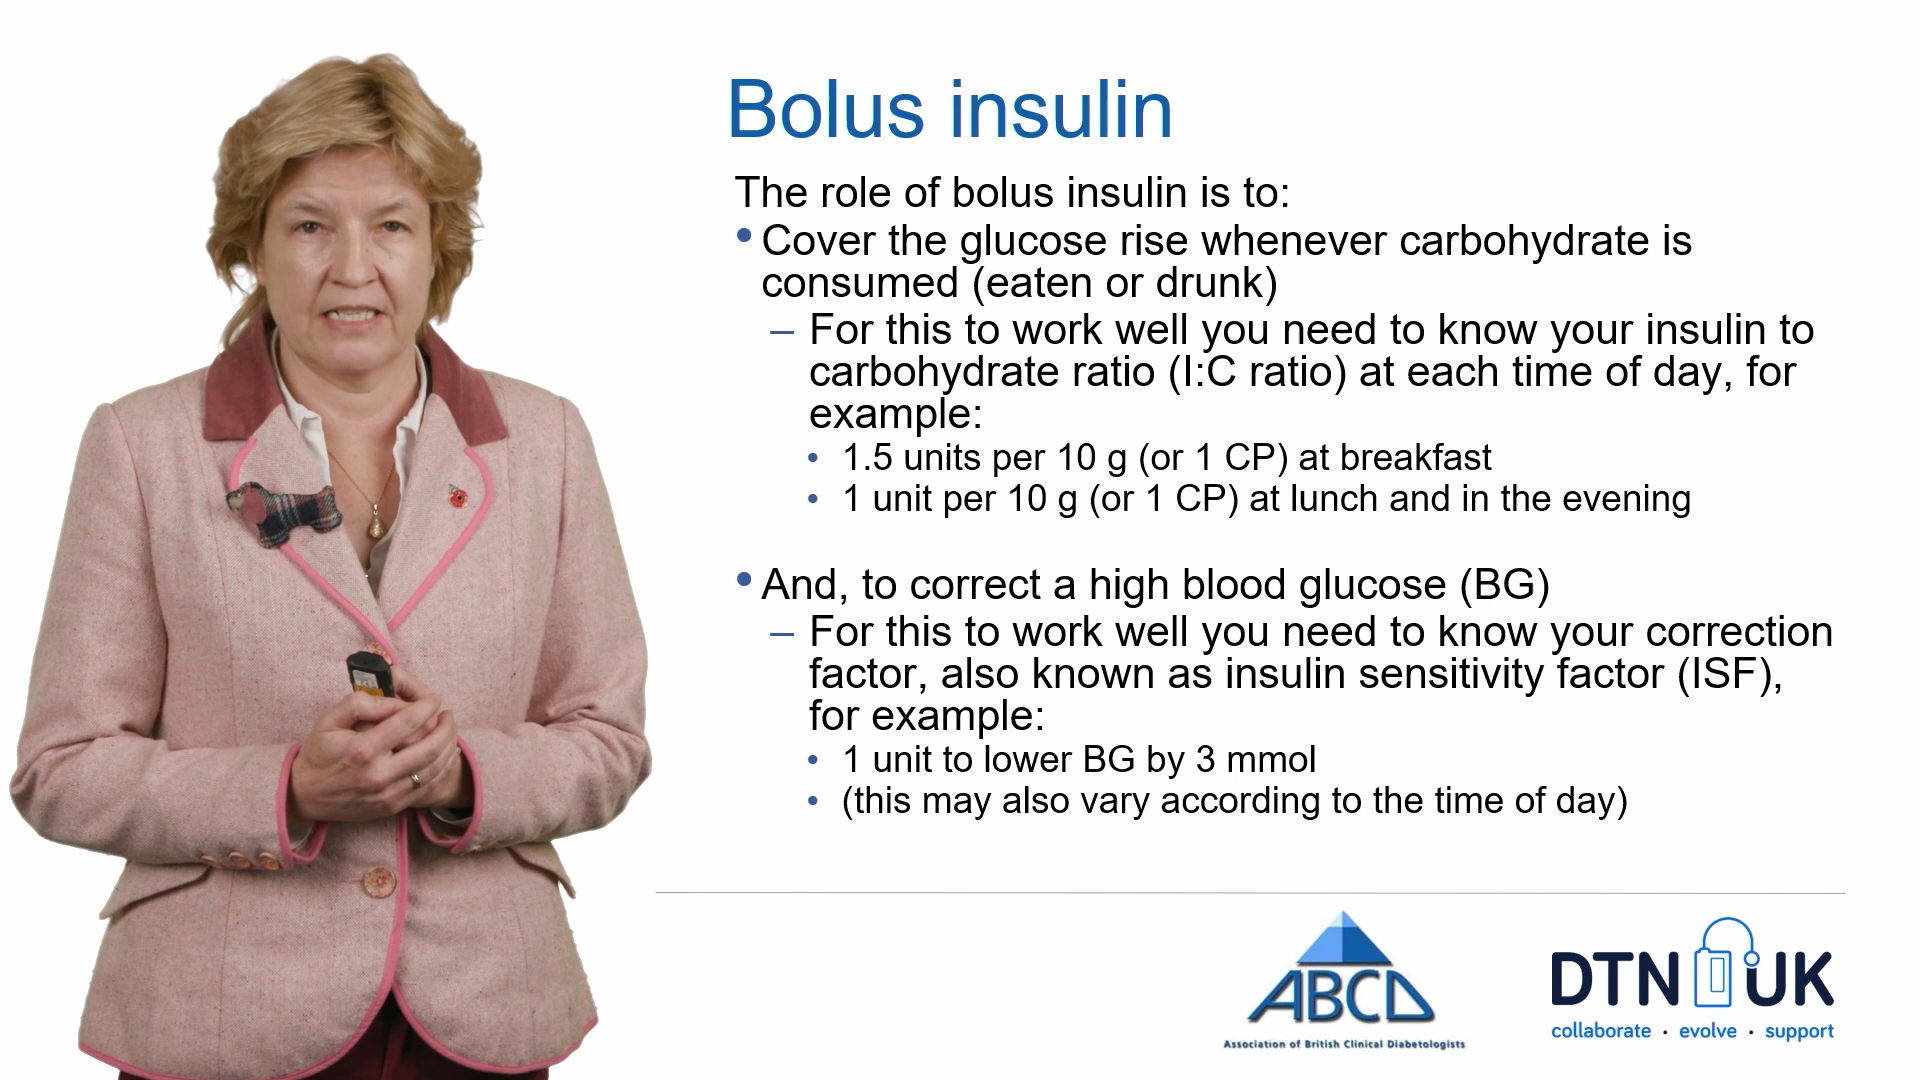 Bolus insulin
The role of bolus insulin is to:
• Cover the glucose rise whenever carbohydrate is
consumed (eaten or drunk)
– For this to work well you need to know your insulin to
carbohydrate ratio (I:C ratio) at each time of day, for
example:
• 1.5 units per 10 g (or 1 CP) at breakfast
• 1 unit per 10 g (or 1 CP) at lunch and in the evening
• And, to correct a high blood glucose (BG)
– For this to work well you need to know your correction
factor, also known as insulin sensitivity factor (ISF),
for example:
• 1 unit to lower BG by 3 mmol
• (this may also vary according to the time of day)
ABCD
Association of British Clinical Diabetologists
DTN UK
collaborate • evolve • support